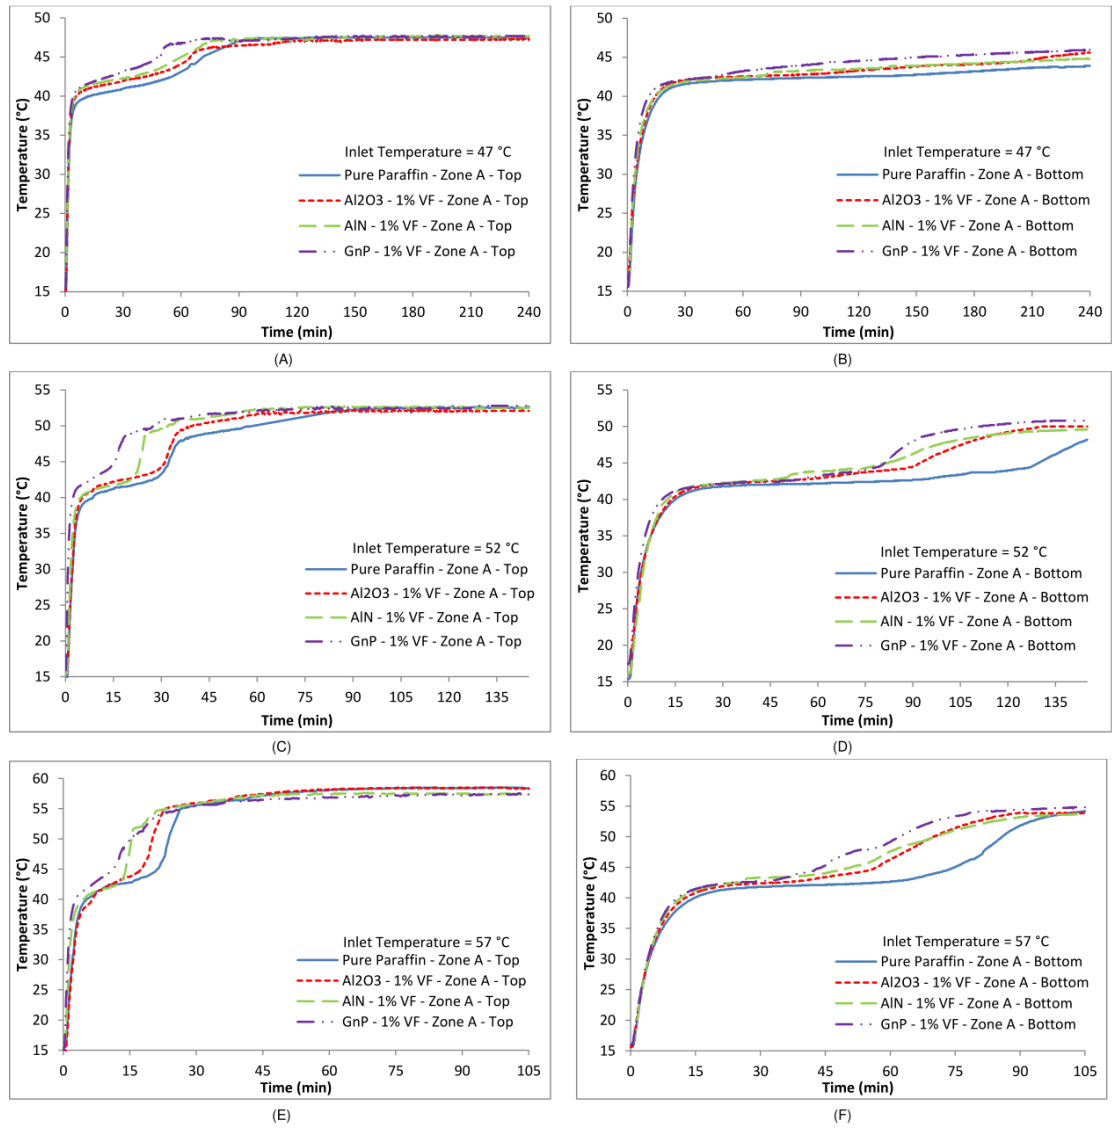 50
45
40
35
30
25
20
15
Temperature (°C)
Inlet Temperature = 47 °C
Pure Paraffin - Zone A - Top
Al2O3 - 1% VF - Zone A - Top
AlN - 1% VF - Zone A - Top
GnP - 1% VF - Zone A - Top
0 30 60 90 120 150 180 210 240
Time (min)
(A)
50
45
40
35
30
25
20
15
Temperature (°C)
Inlet Temperature = 47 °C
Pure Paraffin - Zone A - Bottom
Al2O3 - 1% VF - Zone A - Bottom
AlN - 1% VF - Zone A - Bottom
GnP - 1% VF - Zone A - Bottom
0 30 60 90 120 150 180 210 240
Time (min)
(B)
55
50
45
40
35
30
25
20
15
Temperature (°C)
Inlet Temperature = 52 °C
Pure Paraffin - Zone A - Top
Al2O3 - 1% VF - Zone A - Top
AlN - 1% VF - Zone A - Top
GnP - 1% VF - Zone A - Top
0 15 30 45 60 75 90 105 120 135
Time (min)
(C)
55
50
45
40
35
30
25
20
15
Temperature (°C)
Inlet Temperature = 52 °C
Pure Paraffin - Zone A - Bottom
Al2O3 - 1% VF - Zone A - Bottom
AlN - 1% VF - Zone A - Bottom
GnP - 1% VF - Zone A - Bottom
0 15 30 45 60 75 90 105 120 135
Time (min)
(D)
60
55
50
45
40
35
30
25
20
15
Temperature (°C)
Inlet Temperature = 57 °C
Pure Paraffin - Zone A - Top
Al2O3 - 1% VF - Zone A - Top
AlN - 1% VF - Zone A - Top
GnP - 1% VF - Zone A - Top
0 15 30 45 60 75 90 105
Time (min)
(E)
60
55
50
45
40
35
30
25
20
15
Temperature (°C)
Inlet Temperature = 57 °C
Pure Paraffin - Zone A - Bottom
Al2O3 - 1% VF - Zone A - Bottom
AlN - 1% VF - Zone A - Bottom
GnP - 1% VF - Zone A - Bottom
0 15 30 45 60 75 90 105
Time (min)
(F)